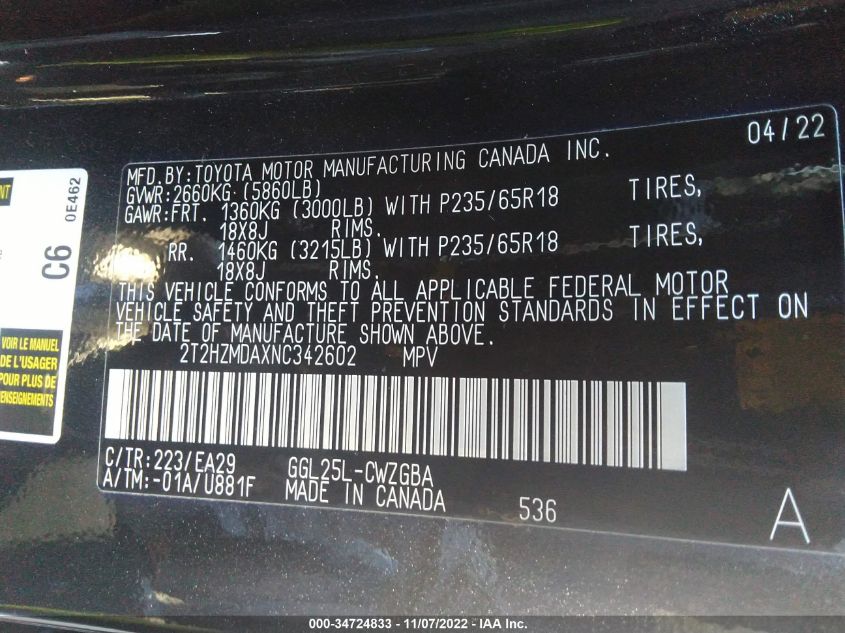 04/22
MFD.BY:TOYOTA MOTOR MANUFACTURING CANADA INC.
GVWR:2660KG (5860LB)
GAWR:FRT. 1360KG (3000LB) WITH P235/65R18 TIRES,
18X8J RIMS.
RR. 1460KG (3215LB) WITH P235/65R18 TIRES,
18X8J RIMS.
THIS VEHICLE CONFORMS TO ALL APPLICABLE FEDERAL MOTOR
VEHICLE SAFETY AND THEFT PREVENTION STANDARDS IN EFFECT ON
THE DATE OF MANUFACTURE SHOWN ABOVE.
2T2HZMDAXNC342602 MPV
C/TR:223/EA29 GGL25L-CWZGBA
A/TM:-01A/U881F MADE IN CANADA
536
A
C6
0E462
VOIR LE MANUEL
DE L'USAGER
POUR PLUS DE
RENSEIGNEMENTS
000-34724833 - 11/07/2022 - IAA Inc.